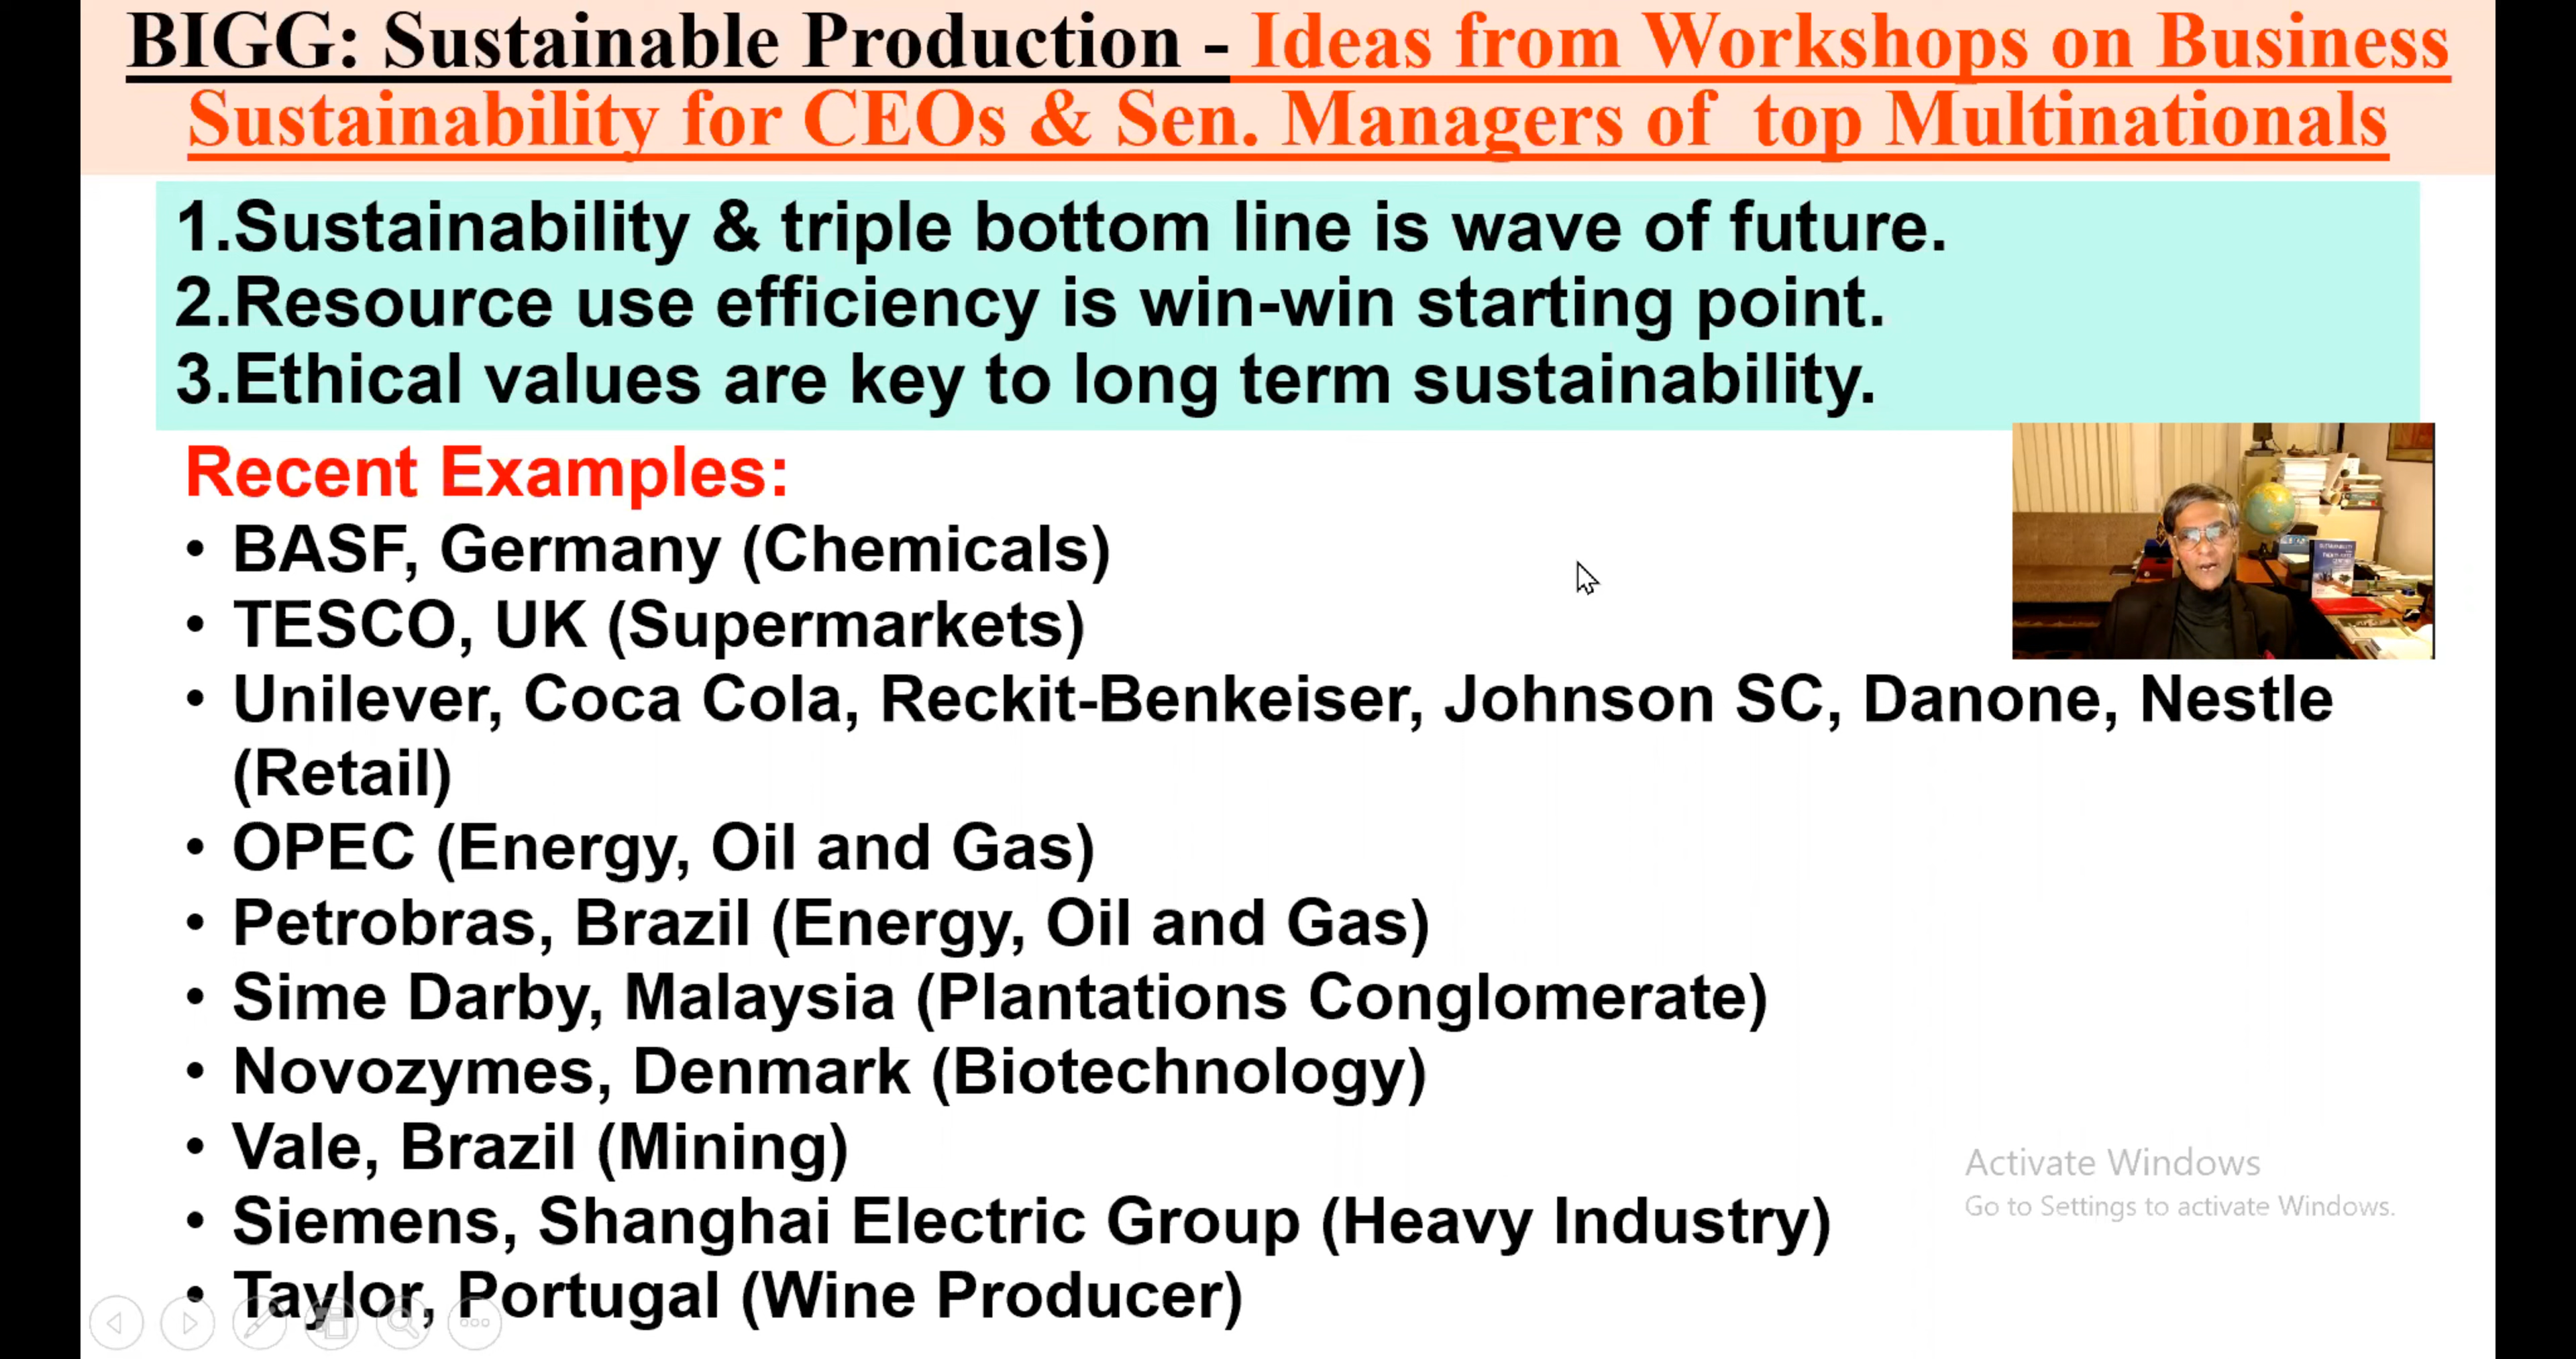 BIGG: Sustainable Production - Ideas from Workshops on Business
Sustainability for CEOs & Sen. Managers of top Multinationals
1.Sustainability & triple bottom line is wave of future.
2.Resource use efficiency is win-win starting point.
3.Ethical values are key to long term sustainability.
Recent Examples:
• BASF, Germany (Chemicals)
• TESCO, UK (Supermarkets)
• Unilever, Coca Cola, Reckit-Benkeiser, Johnson SC, Danone, Nestle
(Retail)
• OPEC (Energy, Oil and Gas)
• Petrobras, Brazil (Energy, Oil and Gas)
• Sime Darby, Malaysia (Plantations Conglomerate)
• Novozymes, Denmark (Biotechnology)
• Vale, Brazil (Mining)
• Siemens, Shanghai Electric Group (Heavy Industry)
• Taylor, Portugal (Wine Producer)
Activate Windows
Go to Settings to activate Windows.